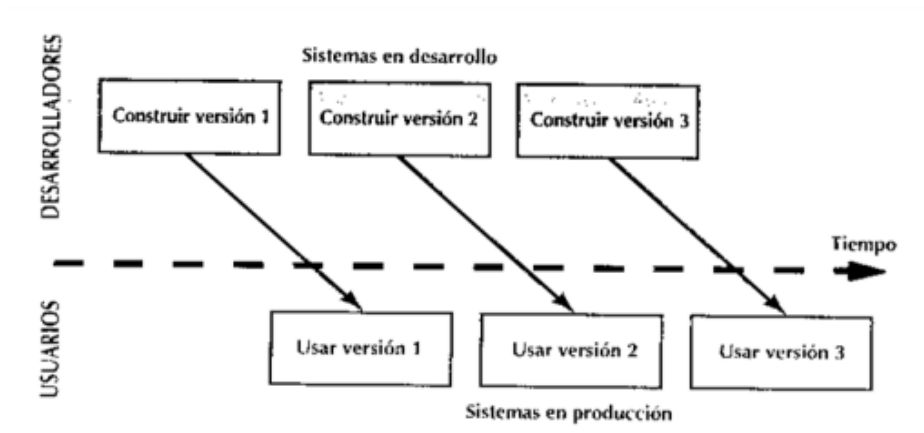 Sistemas en desarrollo
DESARROLLADORES
Construir versión 1
Construir versión 2
Construir versión 3
Tiempo
USUARIOS
Usar versión 1
Usar versión 2
Usar versión 3
Sistemas en producción